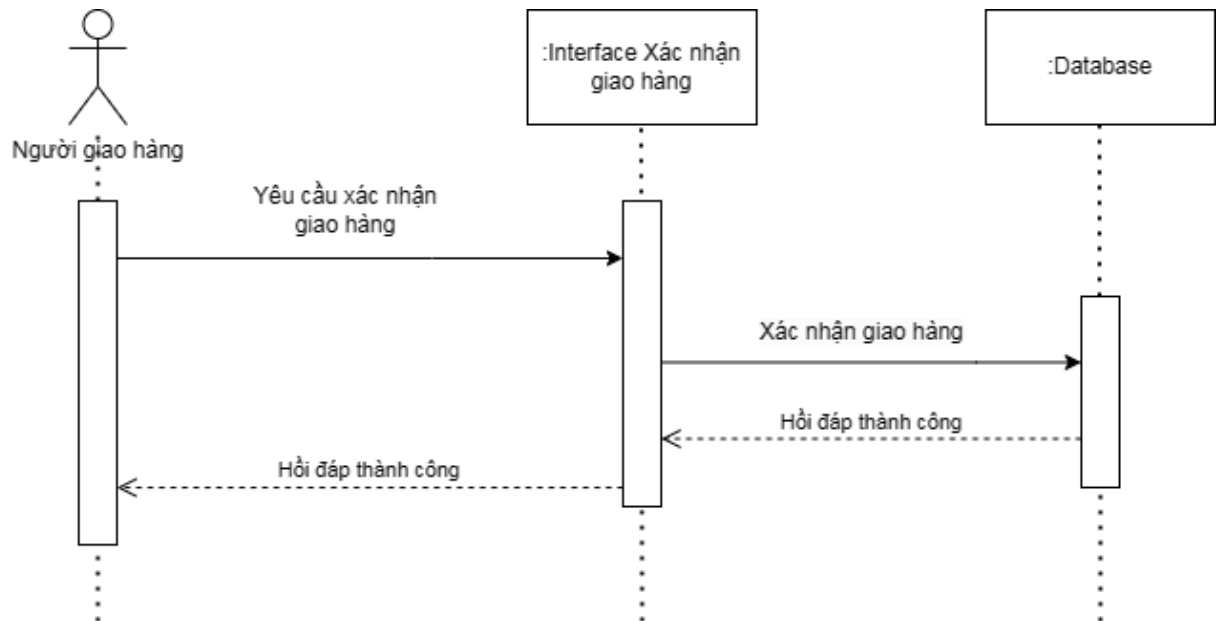 :Interface Xác nhận
giao hàng
:Database
Người giao hàng
Yêu cầu xác nhận
giao hàng
Xác nhận giao hàng
Hồi đáp thành công
Hồi đáp thành công